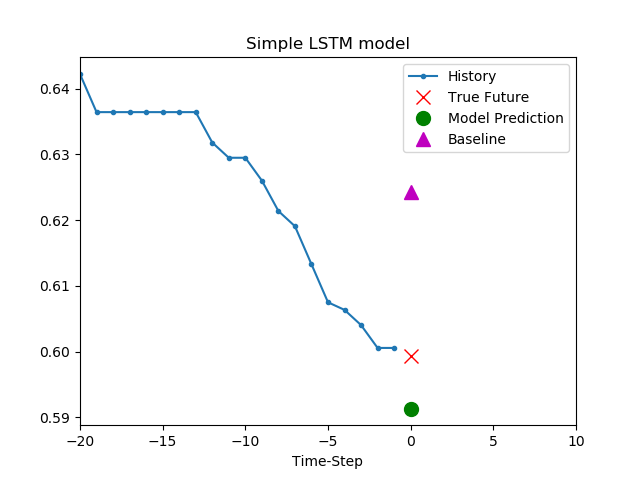 Simple LSTM model
History
True Future
Model Prediction
Baseline
0.64
0.63
0.62
0.61
0.60
0.59
−20
−15
−10
−5
0
5
10
Time-Step